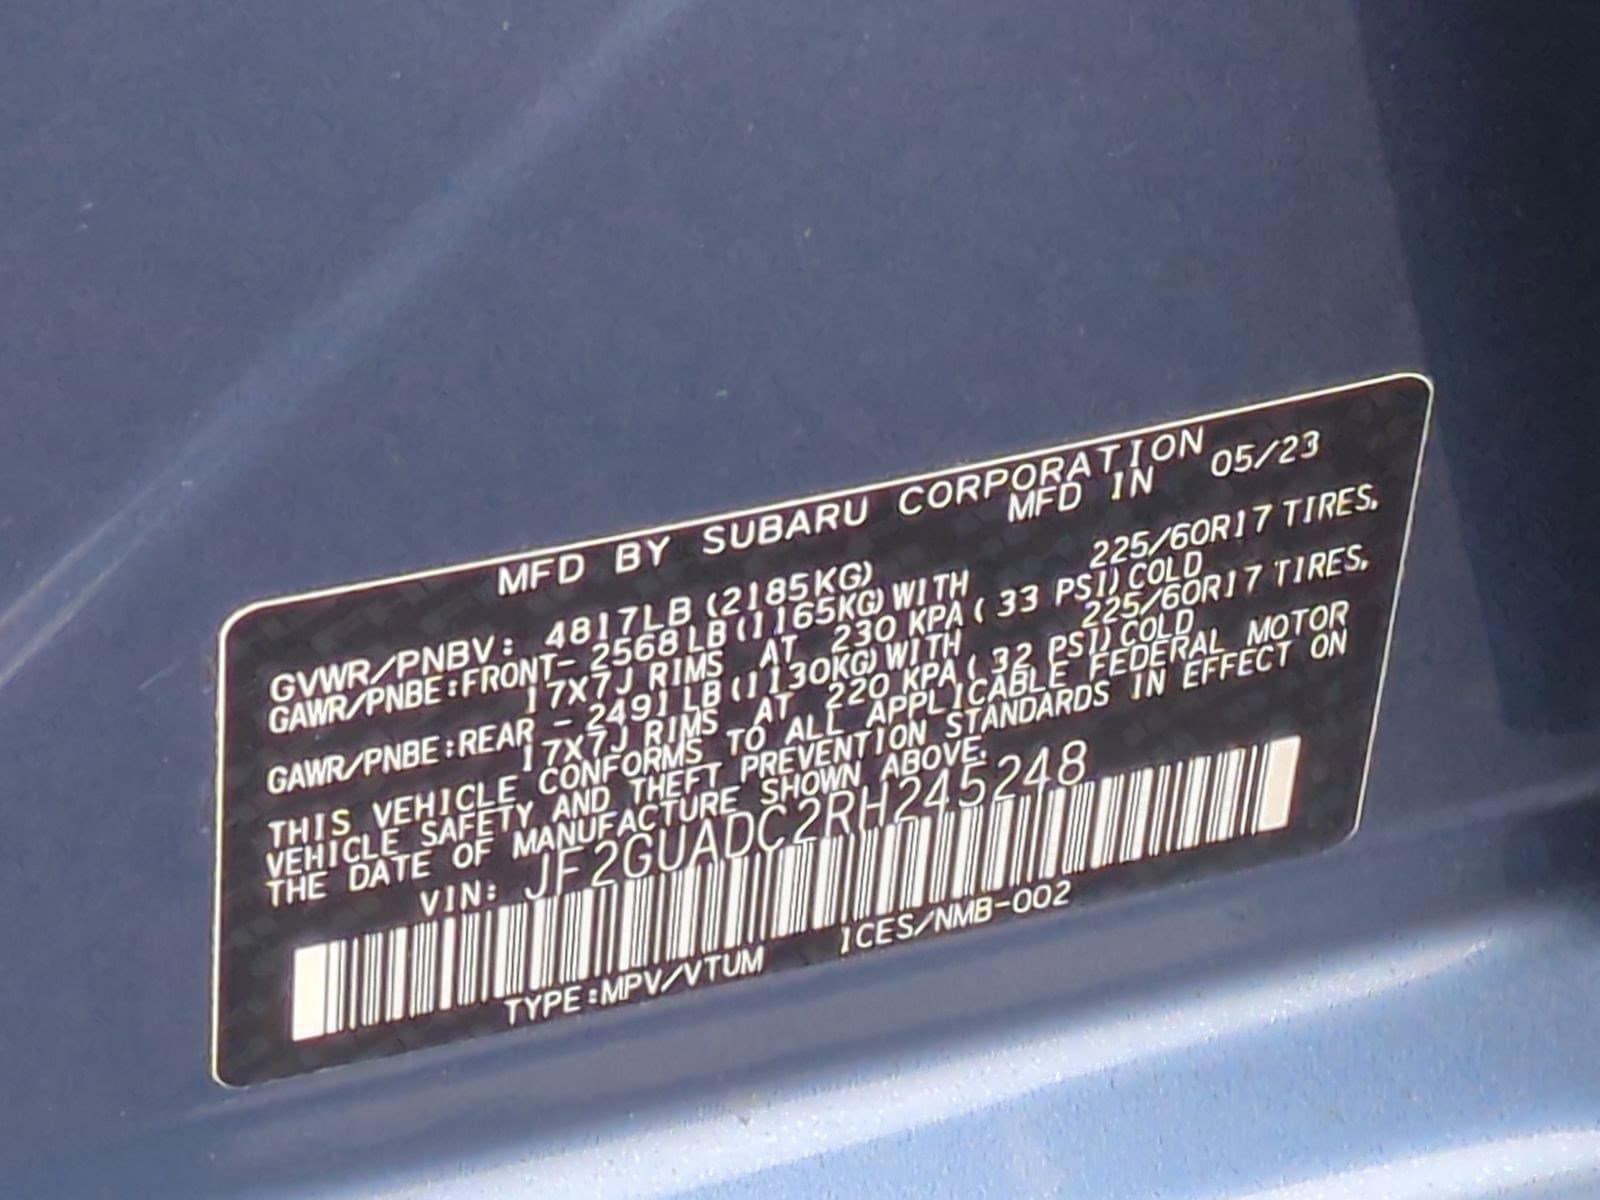 MFD BY SUBARU CORPORATION
MFD IN 05/23
GVWR/PNBV: 4817LB (2185KG)
GAWR/PNBE:FRONT- 2568LB(1165KG)WITH 225/60R17 TIRES.
17X7J RIMS AT 230 KPA( 33 PSI)COLD
GAWR/PNBE:REAR - 2491LB(1130KG)WITH 225/60R17 TIRES.
17X7J RIMS AT 220 KPA( 32 PSI)COLD
THIS VEHICLE CONFORMS TO ALL APPLICABLE FEDERAL MOTOR
VEHICLE SAFETY AND THEFT PREVENTION STANDARDS IN EFFECT ON
THE DATE OF MANUFACTURE SHOWN ABOVE.
VIN: JF2GUADC2RH245248
TYPE:MPV/VTUM ICES/NMB-002